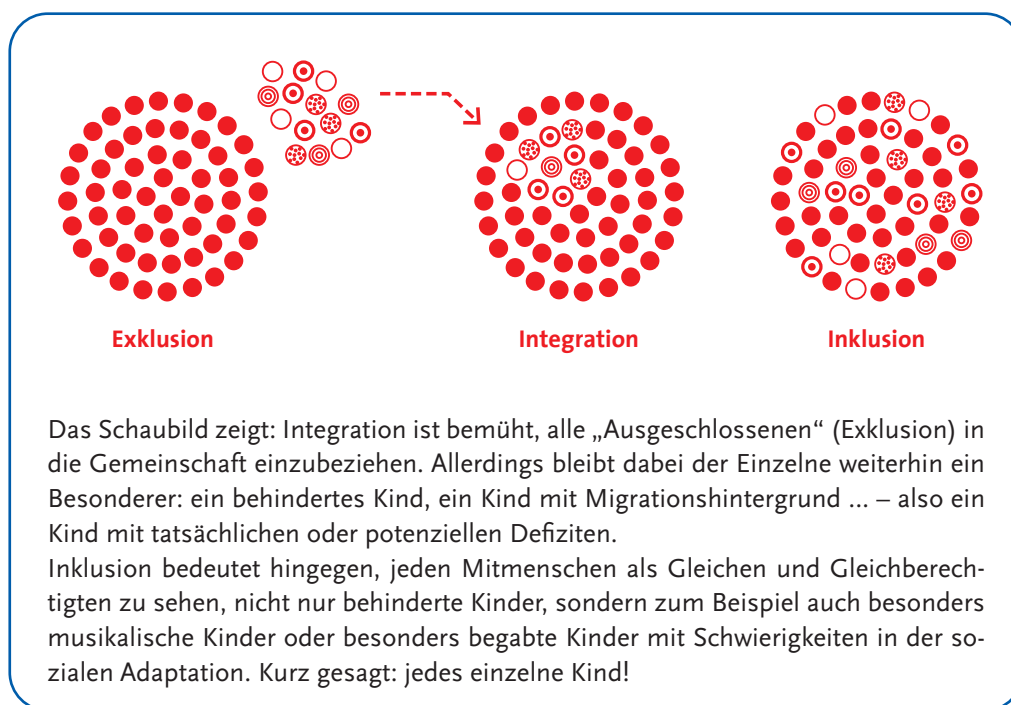 Exklusion
Integration
Inklusion
Das Schaubild zeigt: Integration ist bemüht, alle „Ausgeschlossenen“ (Exklusion) in
die Gemeinschaft einzubeziehen. Allerdings bleibt dabei der Einzelne weiterhin ein
Besonderer: ein behindertes Kind, ein Kind mit Migrationshintergrund ... – also ein
Kind mit tatsächlichen oder potenziellen Defiziten.
Inklusion bedeutet hingegen, jeden Mitmenschen als Gleichen und Gleichberech-
tigten zu sehen, nicht nur behinderte Kinder, sondern zum Beispiel auch besonders
musikalische Kinder oder besonders begabte Kinder mit Schwierigkeiten in der so-
zialen Adaptation. Kurz gesagt: jedes einzelne Kind!